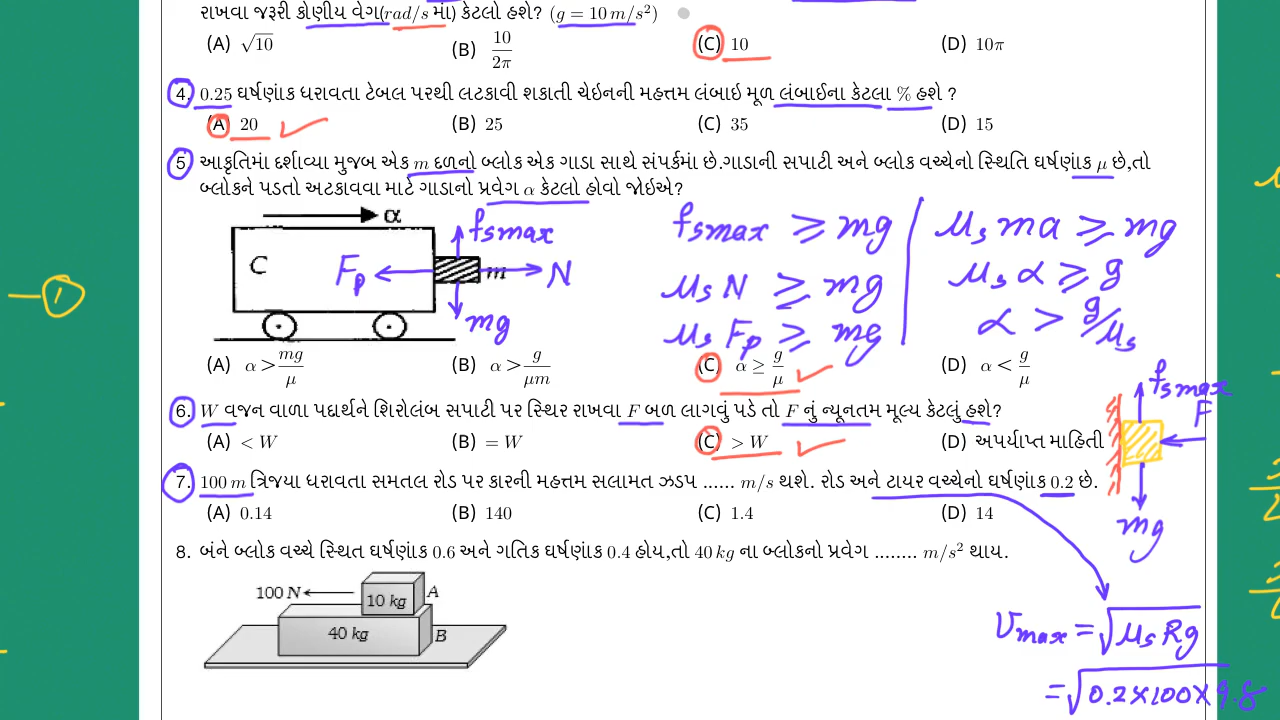 રાખવા જરૂરી કોણીય વેગ(rad/s માં) કેટલો હશે? (g = 10 m/s²)
(A) √10 (B) 10/2π (C) 10 (D) 10π
4. 0.25 ઘર્ષણાંક ધરાવતા ટેબલ પરથી લટકાવી શકાતી ચેઇનની મહત્તમ લંબાઇ મૂળ લંબાઈના કેટલા % હશે ?
(A) 20 (B) 25 (C) 35 (D) 15
5. આકૃતિમાં દર્શાવ્યા મુજબ એક m દળનો બ્લોક એક ગાડા સાથે સંપર્કમાં છે.ગાડાની સપાટી અને બ્લોક વચ્ચેનો સ્થિતિ ઘર્ષણાંક μ છે,તો
બ્લોકને પડતો અટકાવવા માટે ગાડાનો પ્રવેગ α કેટલો હોવો જોઈએ?
α
C
m
fsmax
Fp
N
mg
fsmax ≥ mg
μs N ≥ mg
μs Fp ≥ mg
μs ma ≥ mg
μs α ≥ g
α > g/μs
①
(A) α > mg/μ (B) α > g/μm (C) α ≥ g/μ (D) α < g/μ
6. W વજન વાળા પદાર્થને શિરોલંબ સપાટી પર સ્થિર રાખવા F બળ લાગવું પડે તો F નું ન્યૂનતમ મૂલ્ય કેટલું હશે?
(A) < W (B) = W (C) > W (D) અપર્યાપ્ત માહિતી
fsmax
F
mg
7. 100 m ત્રિજયા ધરાવતા સમતલ રોડ પર કારની મહત્તમ સલામત ઝડપ ...... m/s થશે. રોડ અને ટાયર વચ્ચેનો ઘર્ષણાંક 0.2 છે.
(A) 0.14 (B) 140 (C) 1.4 (D) 14
8. બંને બ્લોક વચ્ચે સ્થિત ઘર્ષણાંક 0.6 અને ગતિક ઘર્ષણાંક 0.4 હોય,તો 40 kg ના બ્લોકનો પ્રવેગ ........ m/s² થાય.
100 N
10 kg
A
40 kg
B
Vmax = √μs Rg
= √0.2×100×9.8